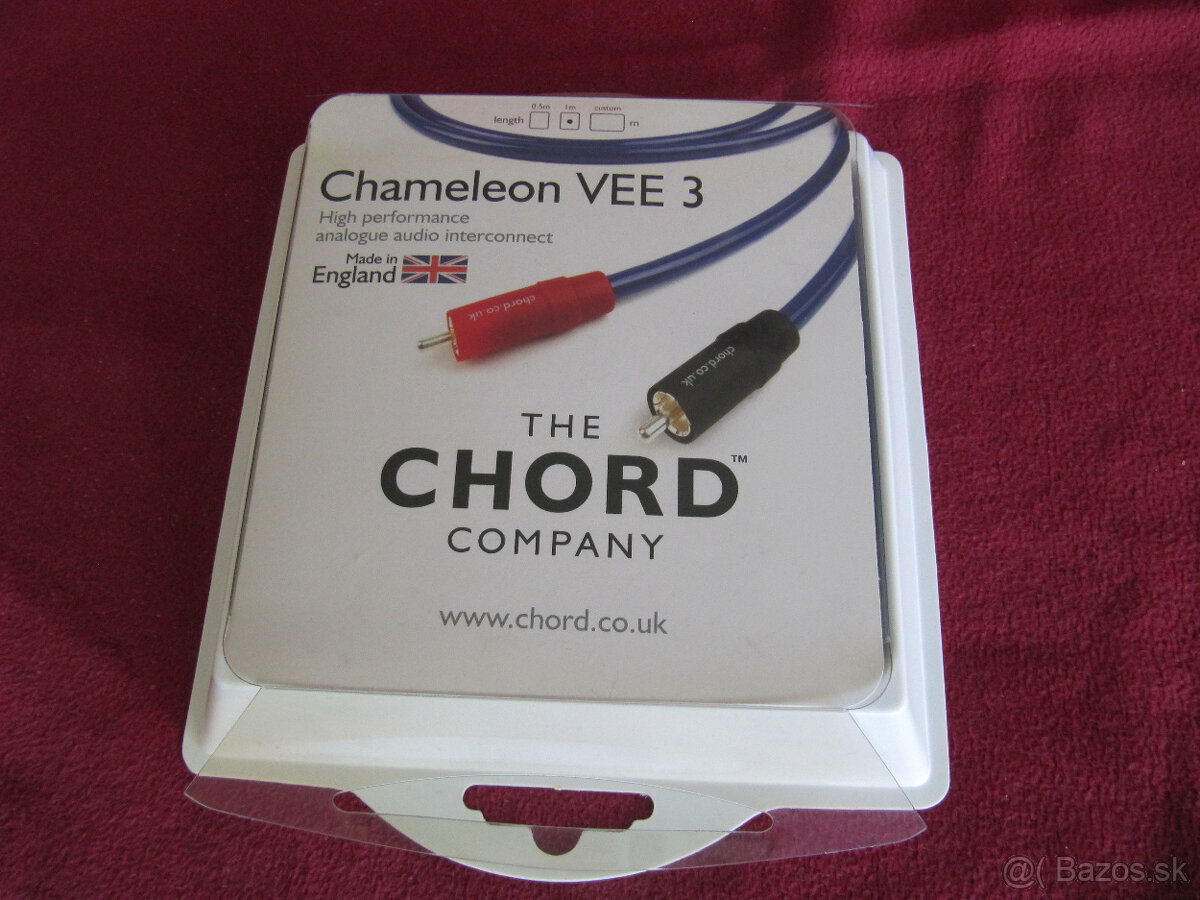 0.5m 1m custom
length m
Chameleon VEE 3
High performance
analogue audio interconnect
Made in
England
chord.co.uk
chord.co.uk
THE
CHORD™
COMPANY
www.chord.co.uk
@( Bazos.sk